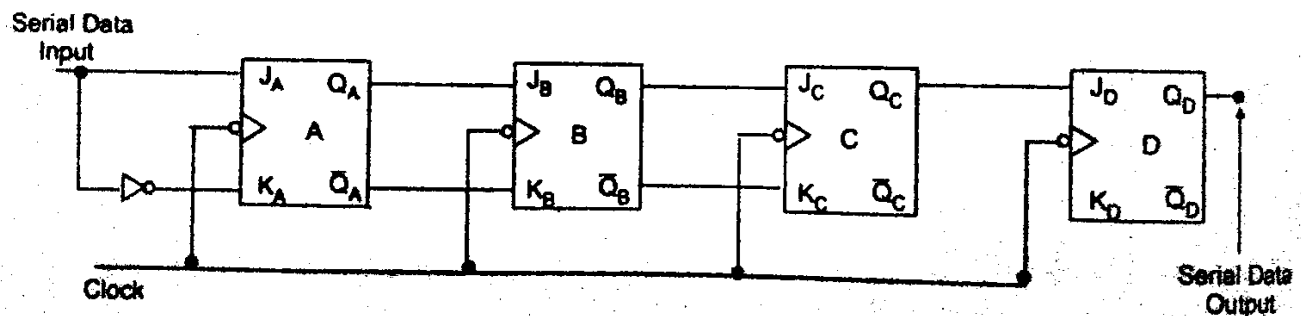 Serial Data
Input
J_A Q_A
A
K_A Q̅_A
J_B Q_B
B
K_B Q̅_B
J_C Q_C
C
K_C Q̅_C
J_D Q_D
D
K_D Q̅_D
Clock
Serial Data
Output